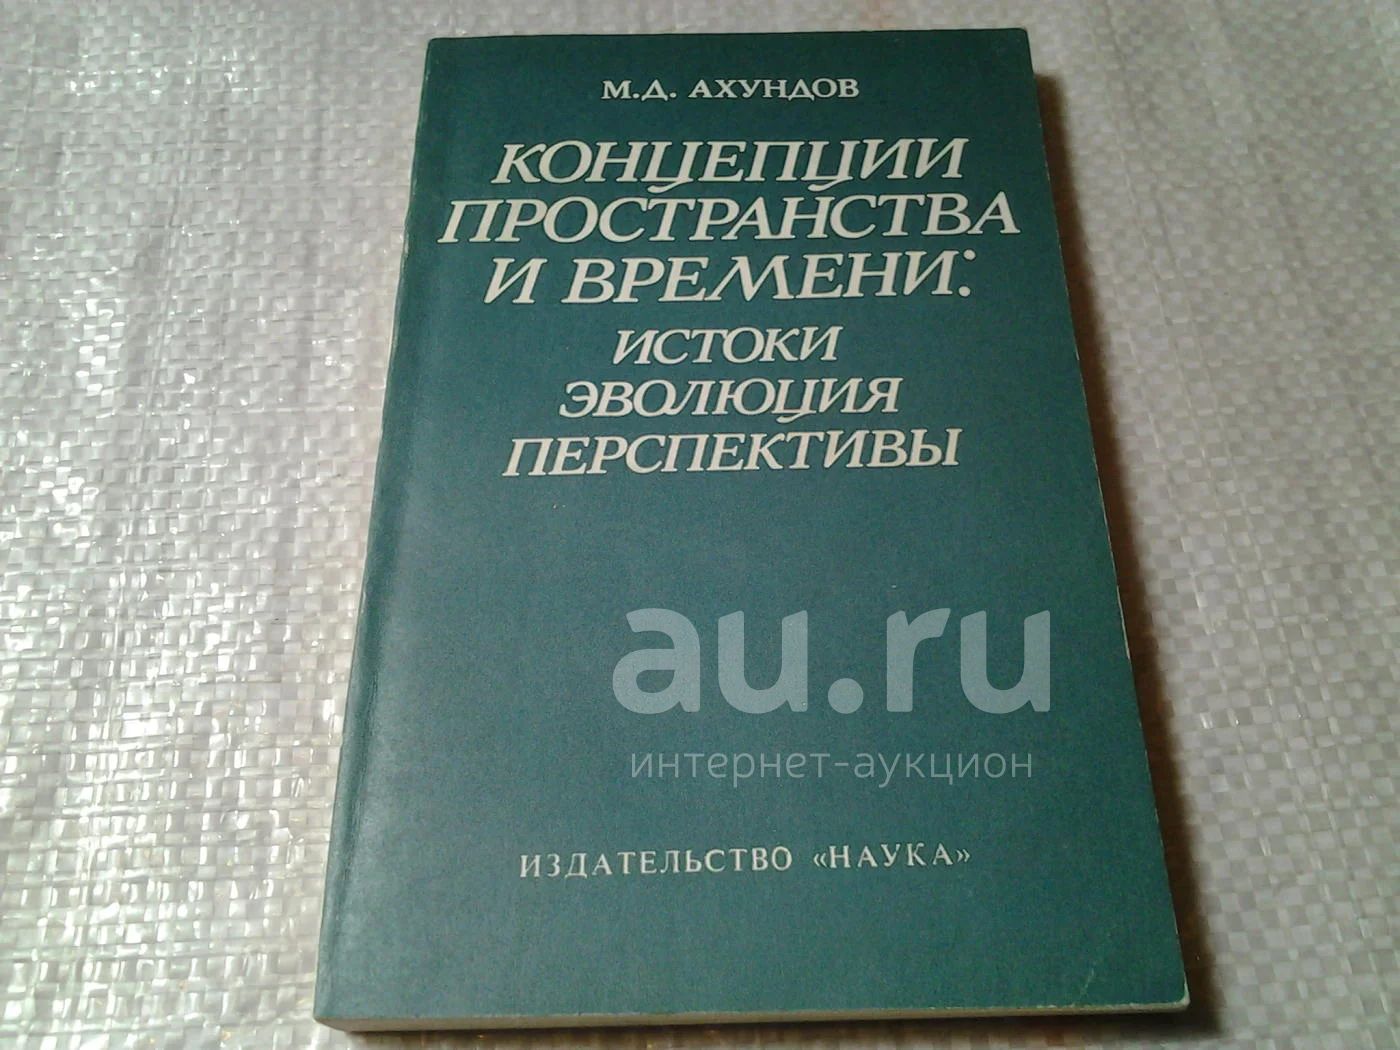 М.Д. АХУНДОВ
КОНЦЕПЦИИ
ПРОСТРАНСТВА
И ВРЕМЕНИ:
ИСТОКИ
ЭВОЛЮЦИЯ
ПЕРСПЕКТИВЫ
au.ru
интернет-аукцион
ИЗДАТЕЛЬСТВО «НАУКА»